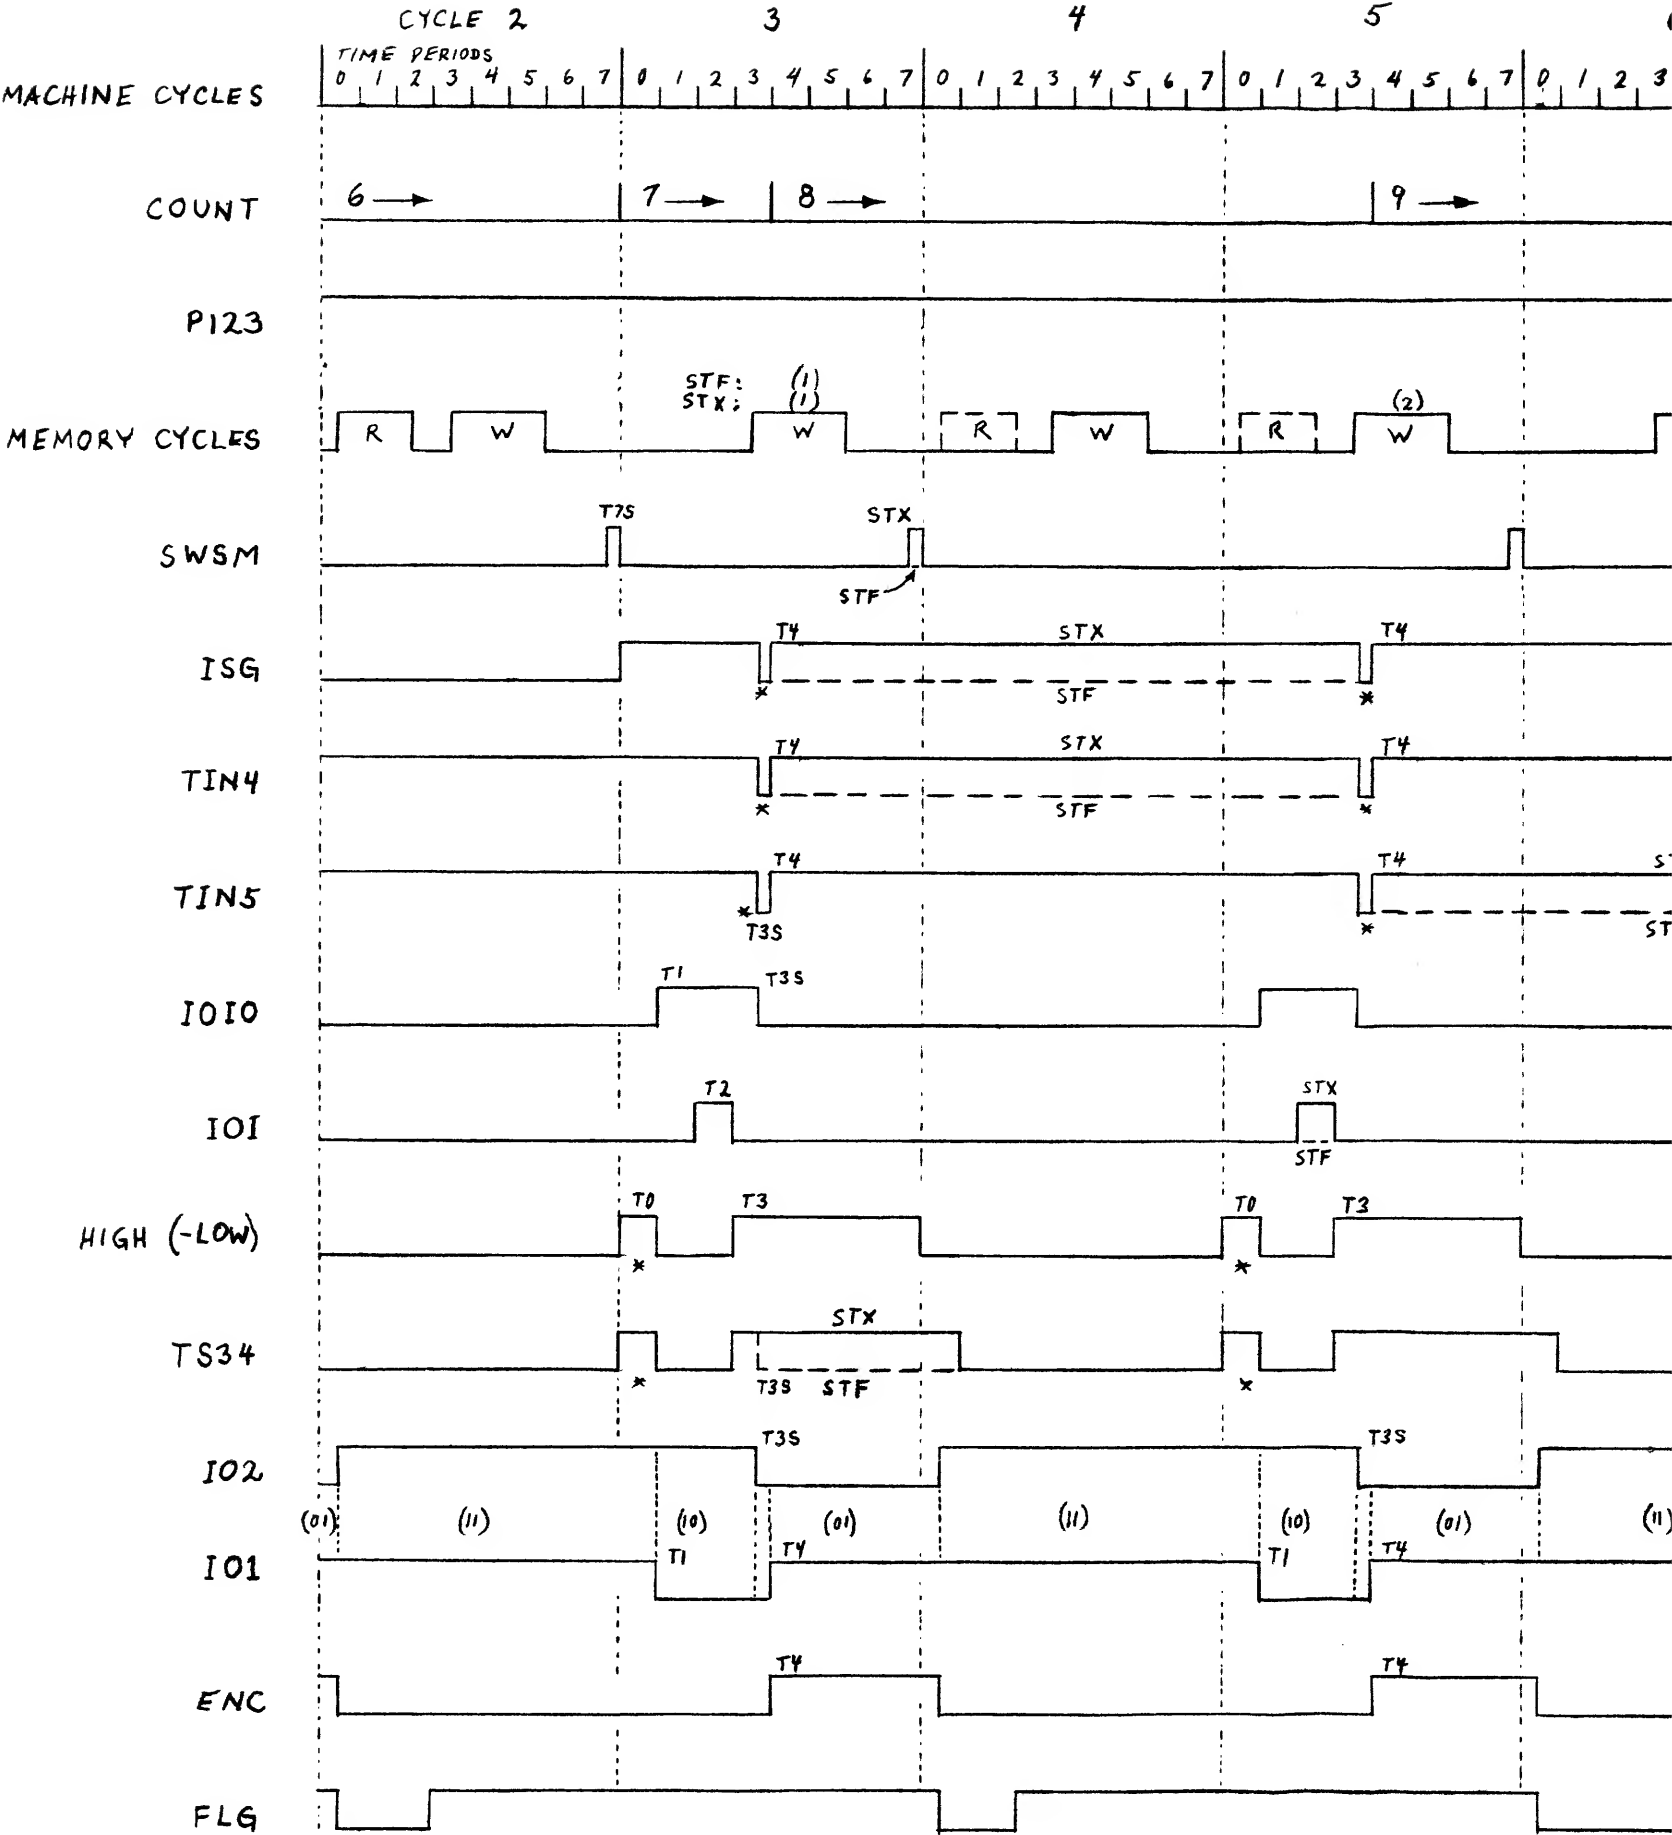 CYCLE 2 3 4 5
TIME PERIODS
MACHINE CYCLES 0 1 2 3 4 5 6 7 0 1 2 3 4 5 6 7 0 1 2 3 4 5 6 7 0 1 2 3 4 5 6 7 0 1 2 3
COUNT 6 → 7 → 8 → 9 →
P123
STF: (1)
STX: (1) (2)
MEMORY CYCLES R W W R W R W
T7S STX
SWSM
STF
T4 STX T4
ISG
* STF *
T4 STX T4
TIN4
* STF *
T4 T4
TIN5
* T3S *
T1 T3S
IOIO
T2 STX
IOI
STF
T0 T3 T0 T3
HIGH (-LOW)
* *
STX
TS34
* T3S STF *
T3S T3S
IO2
(01) (11) (10) (01) (11) (10) (01) (11)
T1 T4 T1 T4
IO1
T4 T4
ENC
FLG